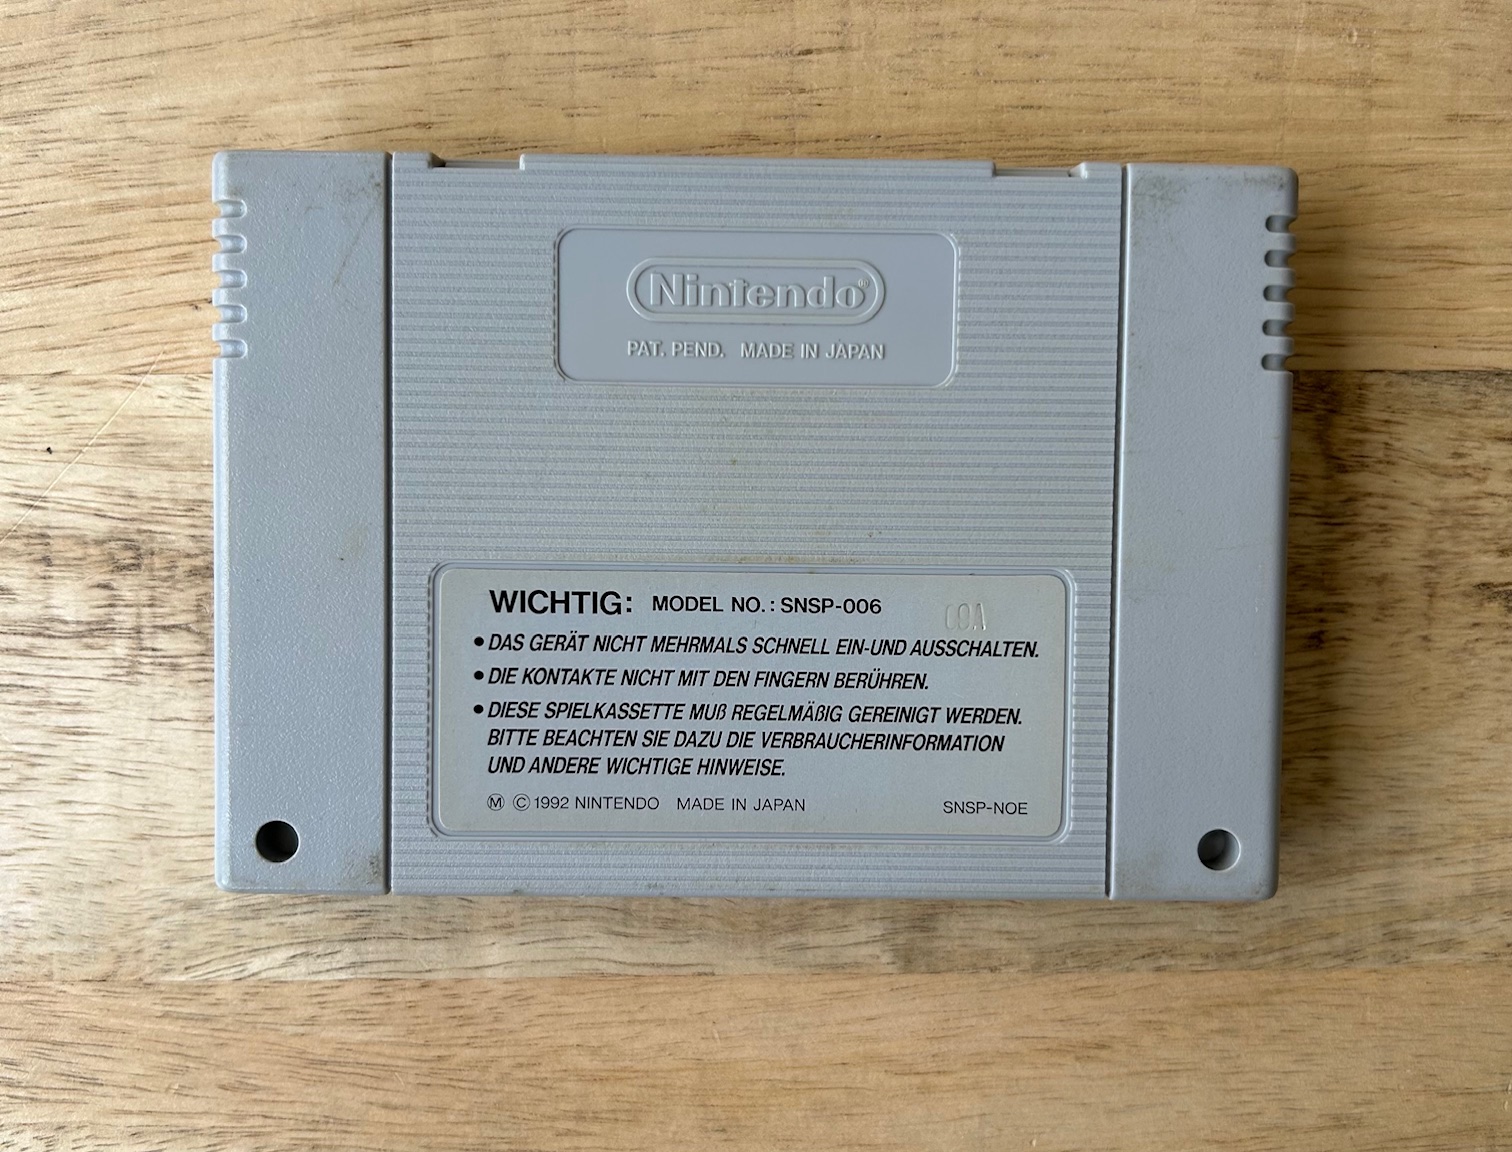 Nintendo®
PAT. PEND. MADE IN JAPAN
WICHTIG: MODEL NO.: SNSP-006
• DAS GERÄT NICHT MEHRMALS SCHNELL EIN-UND AUSSCHALTEN.
• DIE KONTAKTE NICHT MIT DEN FINGERN BERÜHREN.
• DIESE SPIELKASSETTE MUß REGELMÄßIG GEREINIGT WERDEN.
BITTE BEACHTEN SIE DAZU DIE VERBRAUCHERINFORMATION
UND ANDERE WICHTIGE HINWEISE.
Ⓜ © 1992 NINTENDO MADE IN JAPAN SNSP-NOE